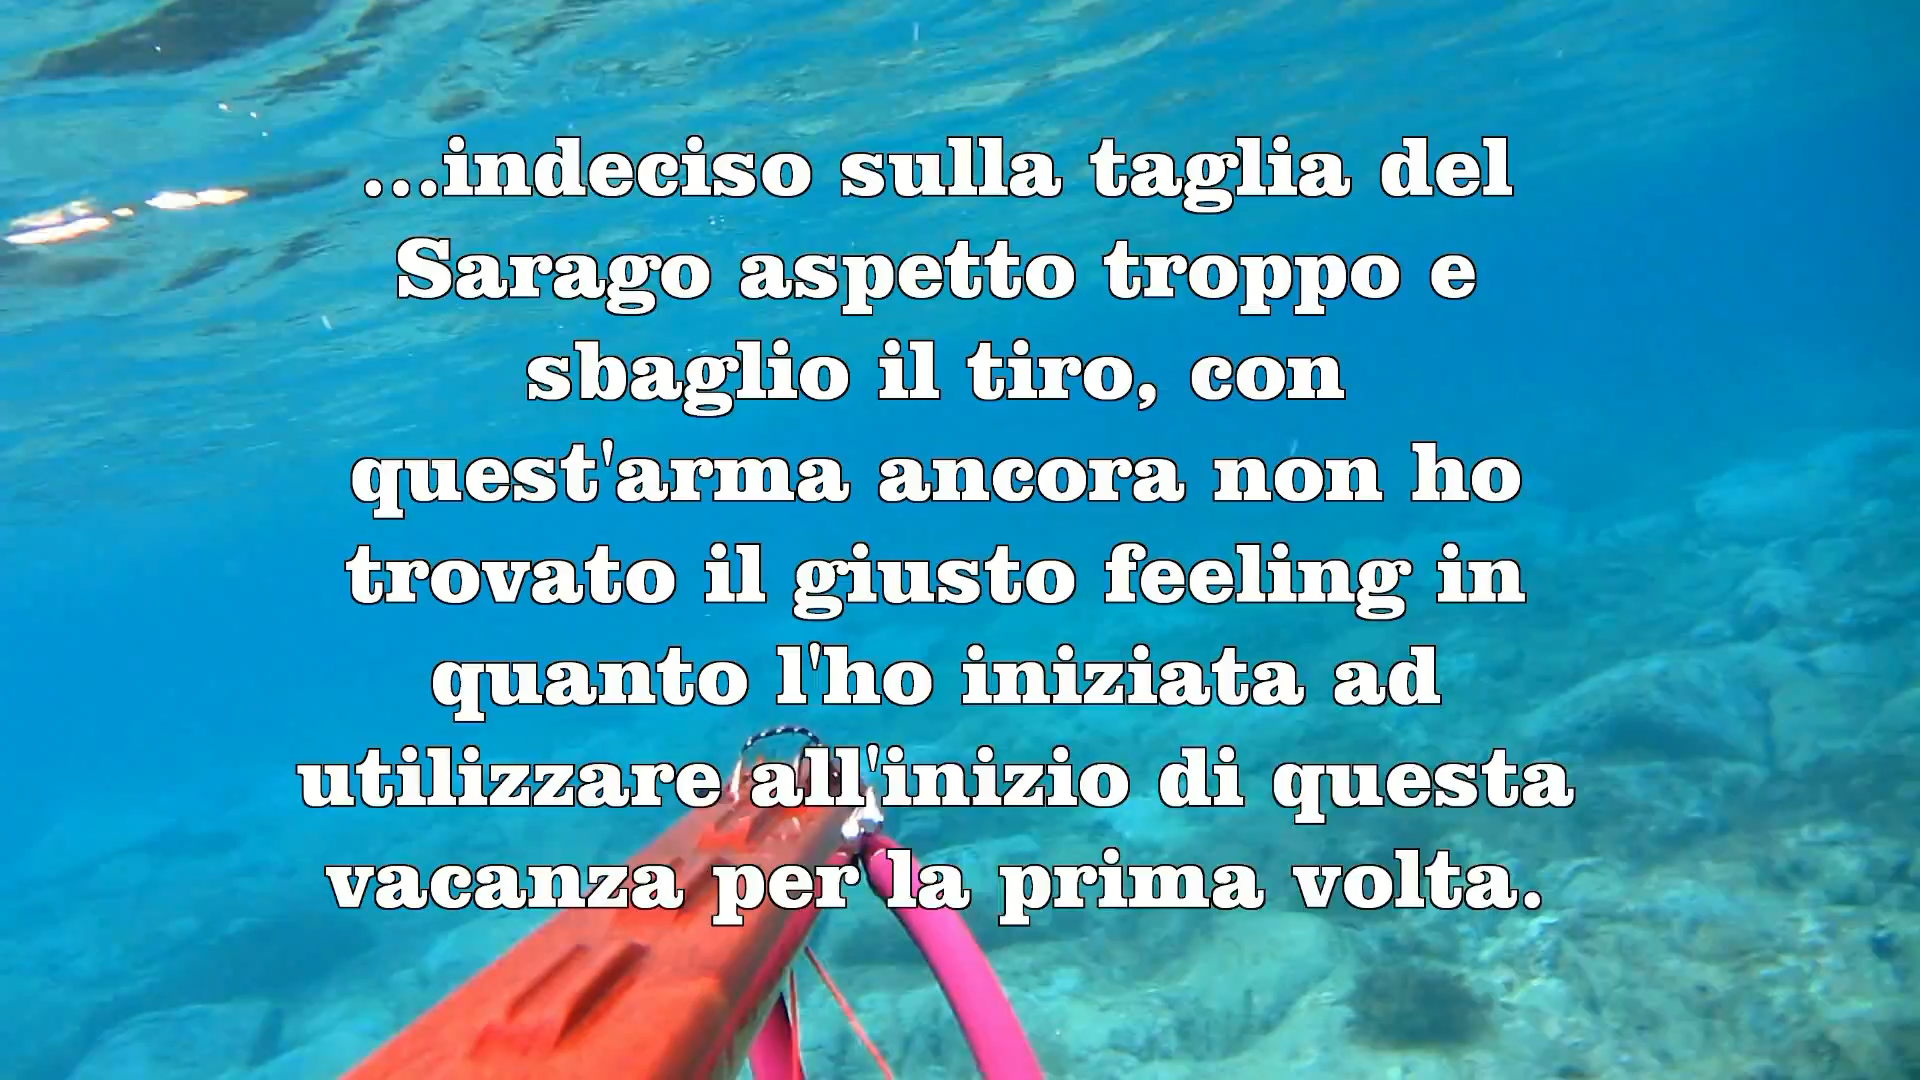 ...indeciso sulla taglia del
Sarago aspetto troppo e
sbaglio il tiro, con
quest'arma ancora non ho
trovato il giusto feeling in
quanto l'ho iniziata ad
utilizzare all'inizio di questa
vacanza per la prima volta.